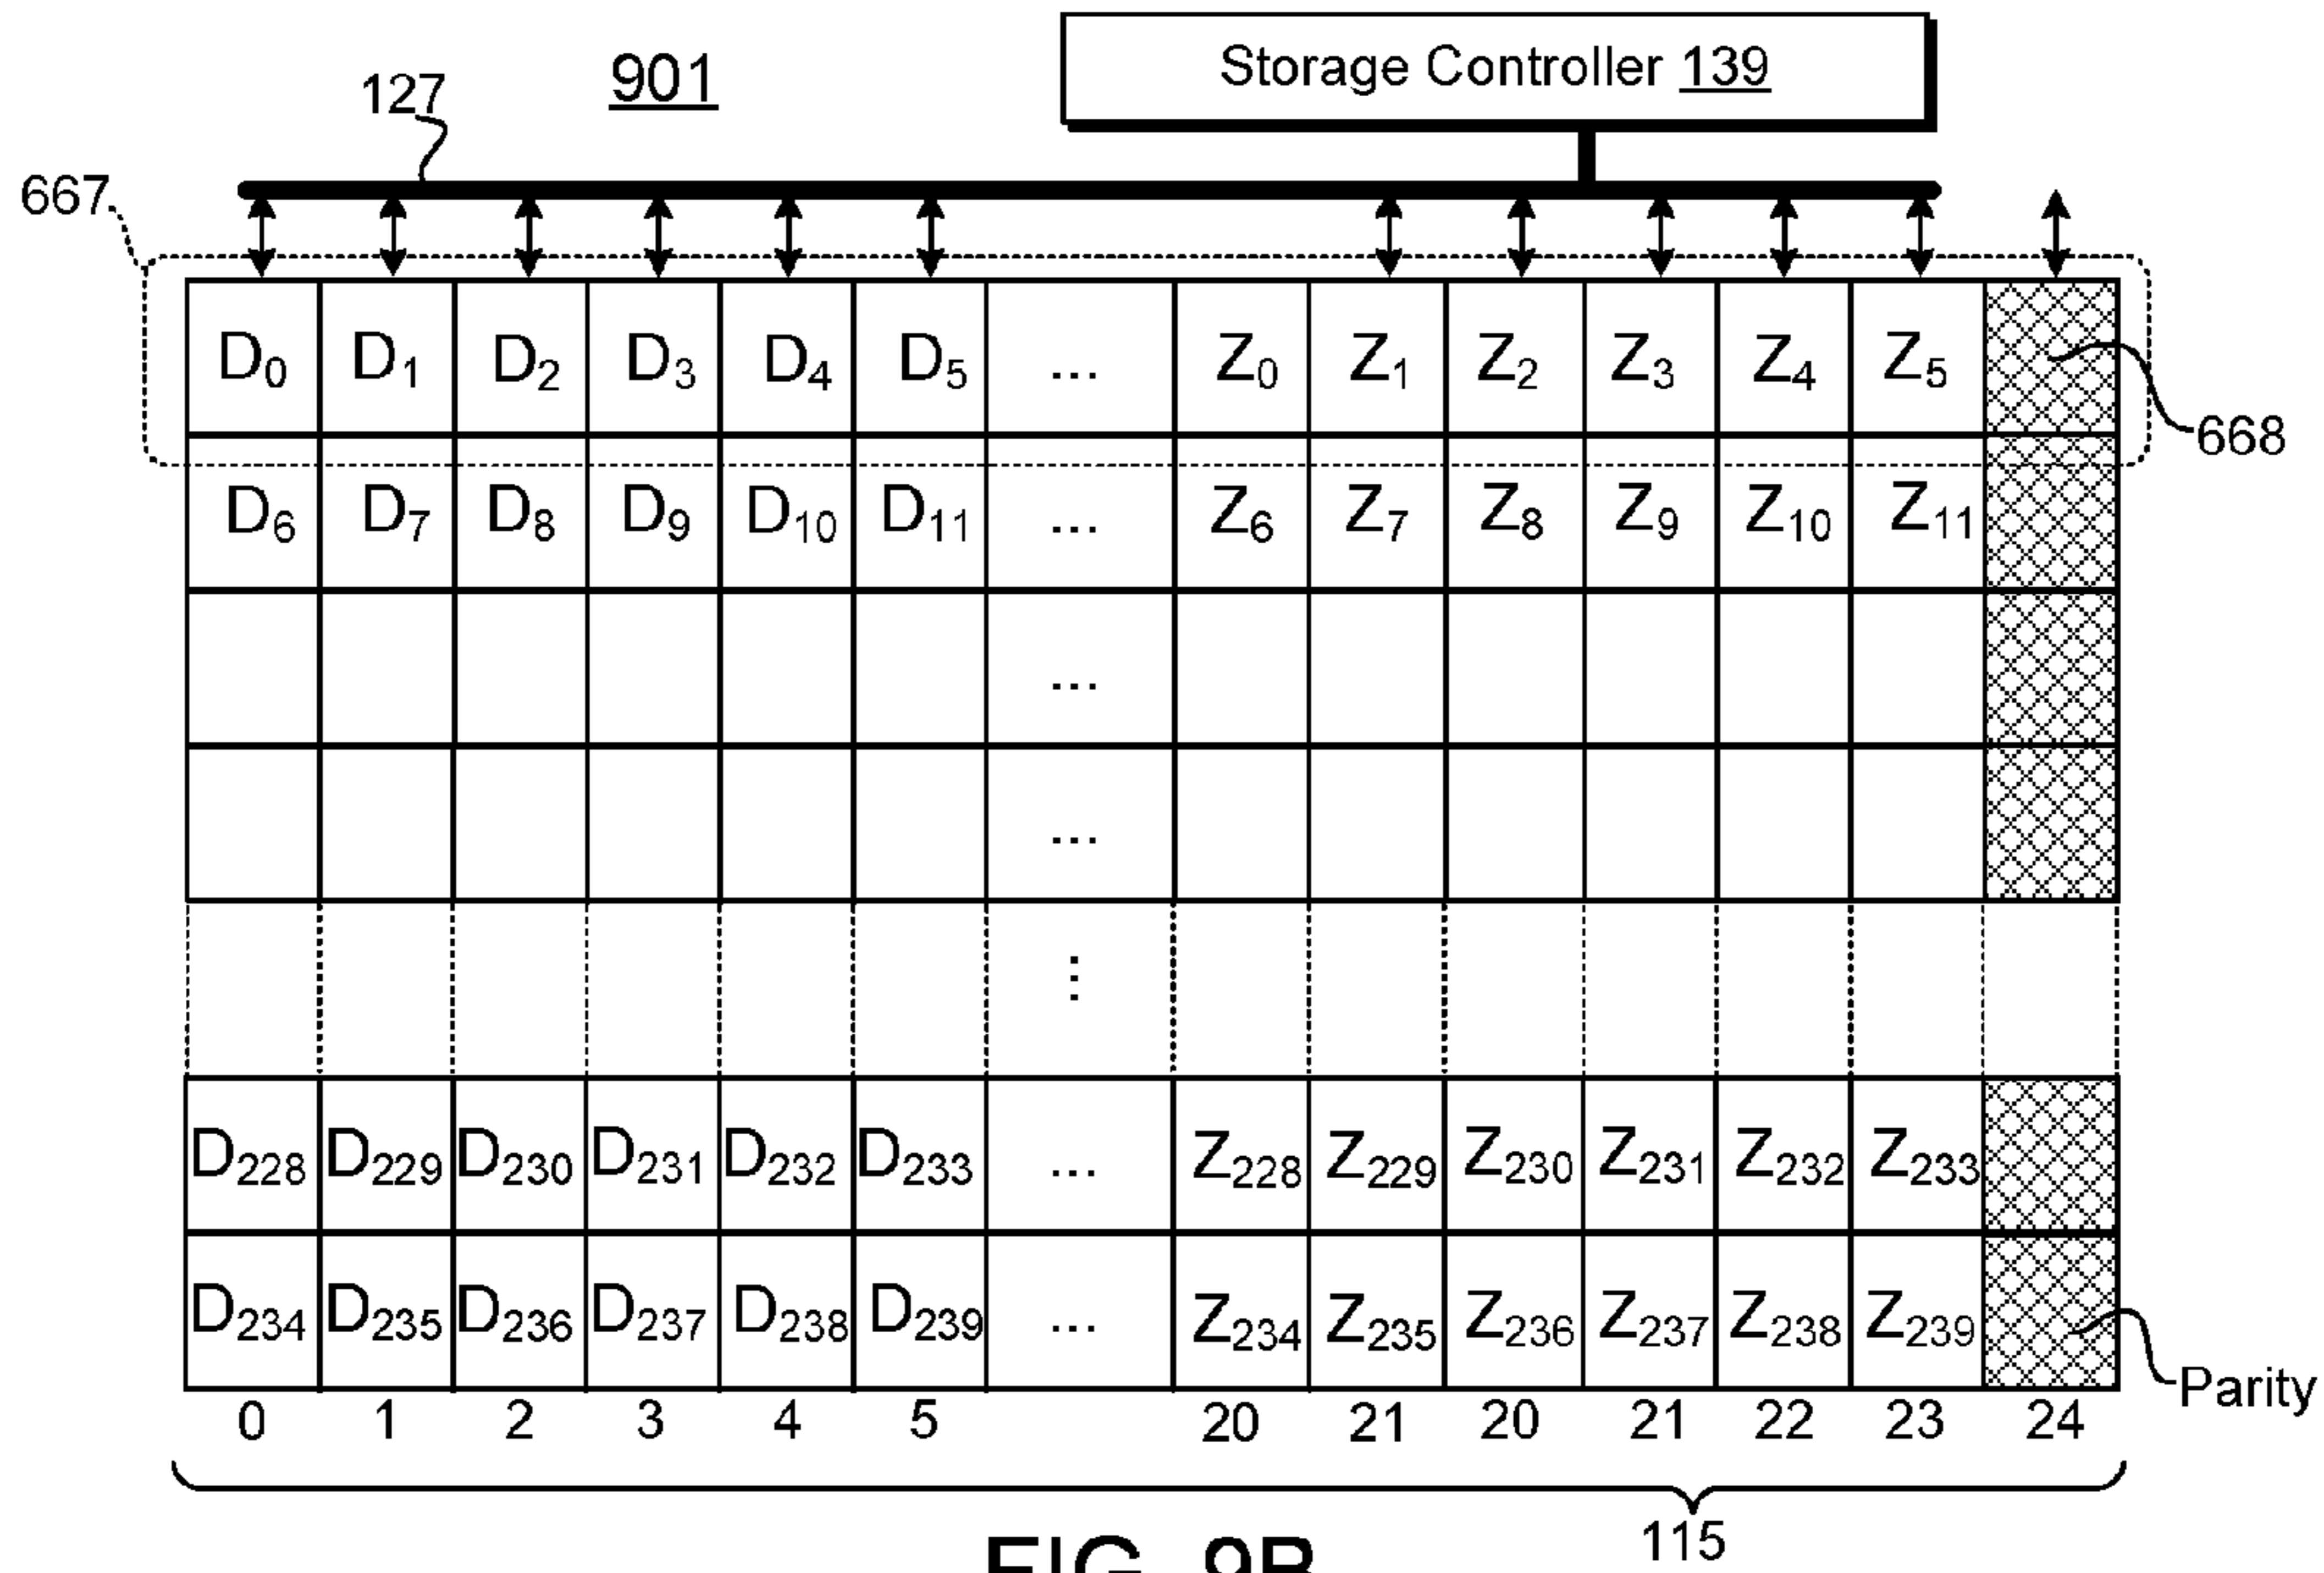 Storage Controller 139
901
127
667
D0 D1 D2 D3 D4 D5 ... Z0 Z1 Z2 Z3 Z4 Z5
668
D6 D7 D8 D9 D10 D11 ... Z6 Z7 Z8 Z9 Z10 Z11
...
...
⋮
D228 D229 D230 D231 D232 D233 ... Z228 Z229 Z230 Z231 Z232 Z233
D234 D235 D236 D237 D238 D239 ... Z234 Z235 Z236 Z237 Z238 Z239
Parity
0 1 2 3 4 5 20 21 20 21 22 23 24
115
FIG. 9B